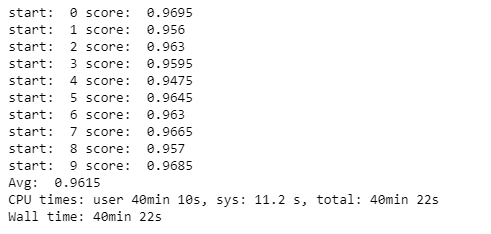 start:  0 score:  0.9695
start:  1 score:  0.956
start:  2 score:  0.963
start:  3 score:  0.9595
start:  4 score:  0.9475
start:  5 score:  0.9645
start:  6 score:  0.963
start:  7 score:  0.9665
start:  8 score:  0.957
start:  9 score:  0.9685
Avg:  0.9615
CPU times: user 40min 10s, sys: 11.2 s, total: 40min 22s
Wall time: 40min 22s